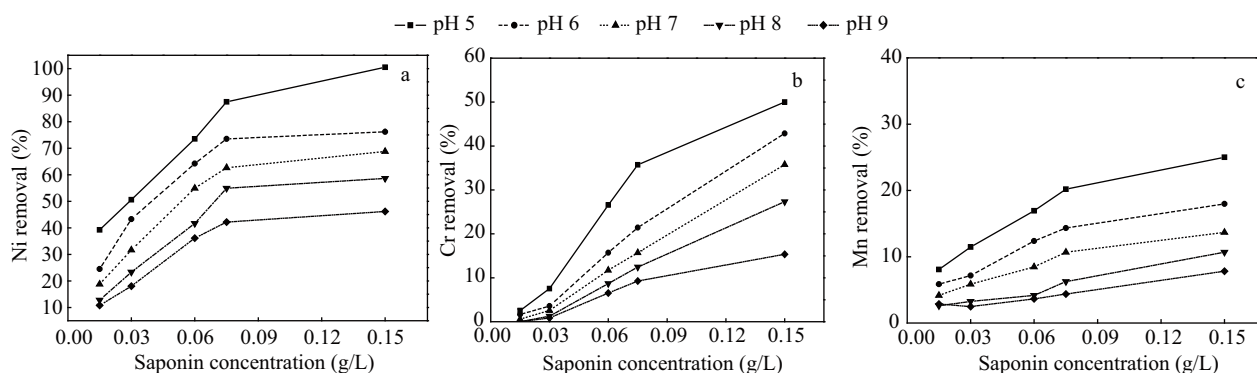 pH 5 pH 6 pH 7 pH 8 pH 9
a
Ni removal (%)
100
90
80
70
60
50
40
30
20
10
0.00 0.03 0.06 0.09 0.12 0.15
Saponin concentration (g/L)
b
Cr removal (%)
60
50
40
30
20
10
0
0.00 0.03 0.06 0.09 0.12 0.15
Saponin concentration (g/L)
c
Mn removal (%)
40
30
20
10
0
0.00 0.03 0.06 0.09 0.12 0.15
Saponin concentration (g/L)